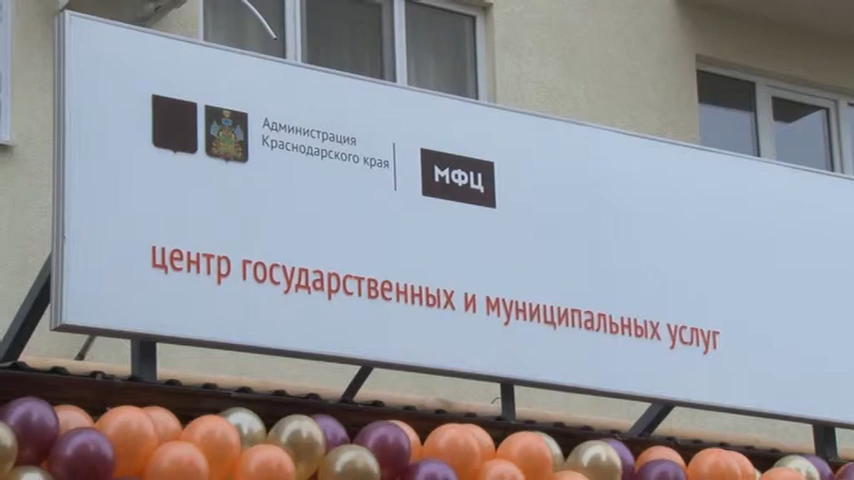 Администрация
Краснодарского края
МФЦ
центр государственных и муниципальных услуг